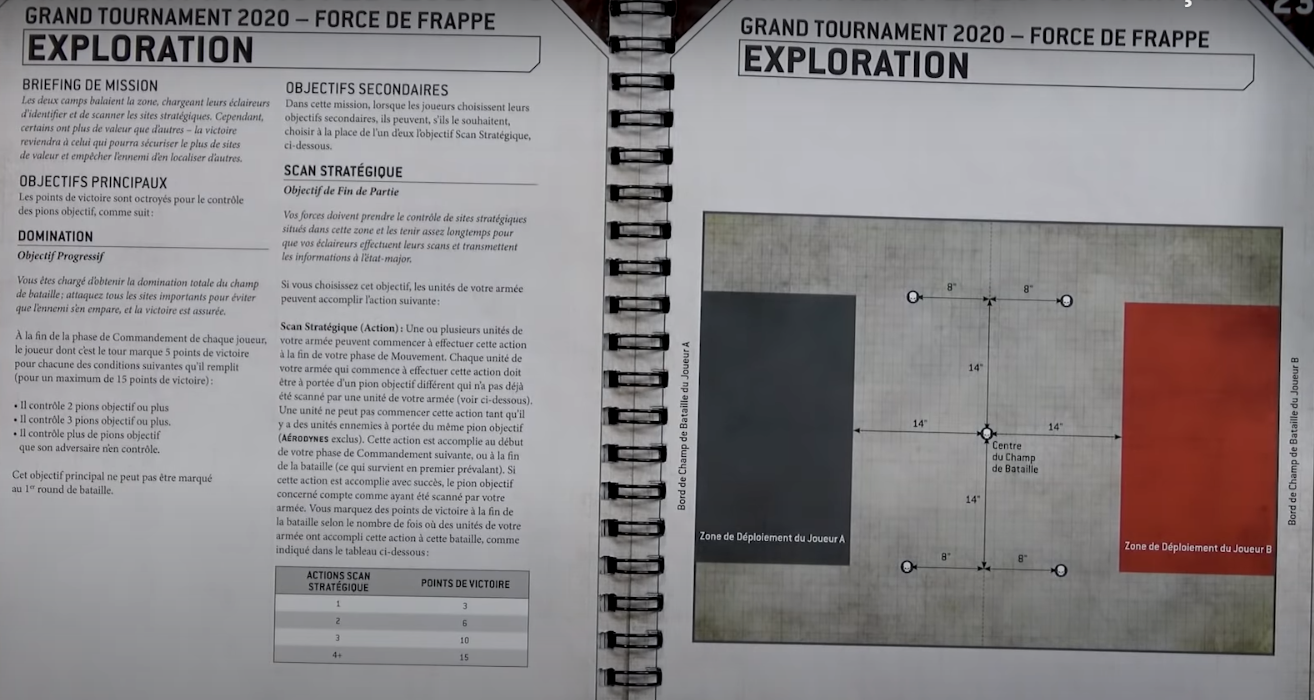 GRAND TOURNAMENT 2020 – FORCE DE FRAPPE
EXPLORATION
BRIEFING DE MISSION
Les deux camps balaient la zone, chargeant leurs éclaireurs
d'identifier et de scanner les sites stratégiques. Cependant,
certains ont plus de valeur que d'autres – la victoire
reviendra à celui qui pourra sécuriser le plus de sites
de valeur et empêcher l'ennemi d'en localiser d'autres.
OBJECTIFS PRINCIPAUX
Les points de victoire sont octroyés pour le contrôle
des pions objectif, comme suit :
DOMINATION
Objectif Progressif
Vous êtes chargé d'obtenir la domination totale du champ
de bataille ; attaquez tous les sites importants pour éviter
que l'ennemi s'en empare, et la victoire est assurée.
À la fin de la phase de Commandement de chaque joueur,
le joueur dont c'est le tour marque 5 points de victoire
pour chacune des conditions suivantes qu'il remplit
(pour un maximum de 15 points de victoire) :
• Il contrôle 2 pions objectif ou plus
• Il contrôle 3 pions objectif ou plus.
• Il contrôle plus de pions objectif
que son adversaire n'en contrôle.
Cet objectif principal ne peut pas être marqué
au 1er round de bataille.
OBJECTIFS SECONDAIRES
Dans cette mission, lorsque les joueurs choisissent leurs
objectifs secondaires, ils peuvent, s'ils le souhaitent,
choisir à la place de l'un d'eux l'objectif Scan Stratégique,
ci-dessous.
SCAN STRATÉGIQUE
Objectif de Fin de Partie
Vos forces doivent prendre le contrôle de sites stratégiques
situés dans cette zone et les tenir assez longtemps pour
que vos éclaireurs effectuent leurs scans et transmettent
les informations à l'état-major.
Si vous choisissez cet objectif, les unités de votre armée
peuvent accomplir l'action suivante :
Scan Stratégique (Action) : Une ou plusieurs unités de
votre armée peuvent commencer à effectuer cette action
à la fin de votre phase de Mouvement. Chaque unité de
votre armée qui commence à effectuer cette action doit
être à portée d'un pion objectif différent qui n'a pas déjà
été scanné par une unité de votre armée (voir ci-dessous).
Une unité ne peut pas commencer cette action tant qu'il
y a des unités ennemies à portée du même pion objectif
(AÉRODYNES exclus). Cette action est accomplie au début
de votre phase de Commandement suivante, ou à la fin
de la bataille (ce qui survient en premier prévalant). Si
cette action est accomplie avec succès, le pion objectif
concerné compte comme ayant été scanné par votre
armée. Vous marquez des points de victoire à la fin de
la bataille selon le nombre de fois où des unités de votre
armée ont accompli cette action à cette bataille, comme
indiqué dans le tableau ci-dessous :
ACTIONS SCAN STRATÉGIQUE POINTS DE VICTOIRE
1 3
2 6
3 10
4+ 15
GRAND TOURNAMENT 2020 – FORCE DE FRAPPE
EXPLORATION
8" 8"
14"
14" 14"
Centre
du Champ
de Bataille
14"
8" 8"
Zone de Déploiement du Joueur A
Zone de Déploiement du Joueur B
Bord de Champ de Bataille du Joueur A
Bord de Champ de Bataille du Joueur B